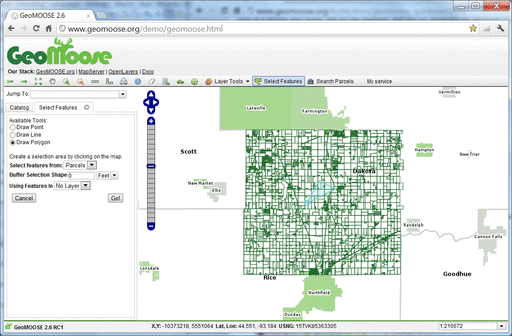 GeoMOOSE 2.6
www.geomoose.org/demo/geomoose.html
GeoMoose
Our Stack: GeoMOOSE.org | MapServer | OpenLayers | Dojo
Layer Tools
Select Features
Search Parcels
My service
Jump To:
Catalog
Select Features
Available Tools:
Draw Point
Draw Line
Draw Polygon
Create a selection area by clicking on the map.
Select features from: Parcels
Buffer Selection Shape 0 Feet
Using Features In No Layer
Cancel
Go!
Lakeville
Farmington
Vermillion
Scott
Hampton
New Trier
Dakota
New Market
Elko
Randolph
Cannon Falls
Lonsdale
Rice
Goodhue
Northfield
Dundas
GeoMOOSE 2.6 RC1
X,Y: -10373218, 5551064 Lat, Lon: 44.551, -93.184 USNG: 15TVK85363305
1:216672